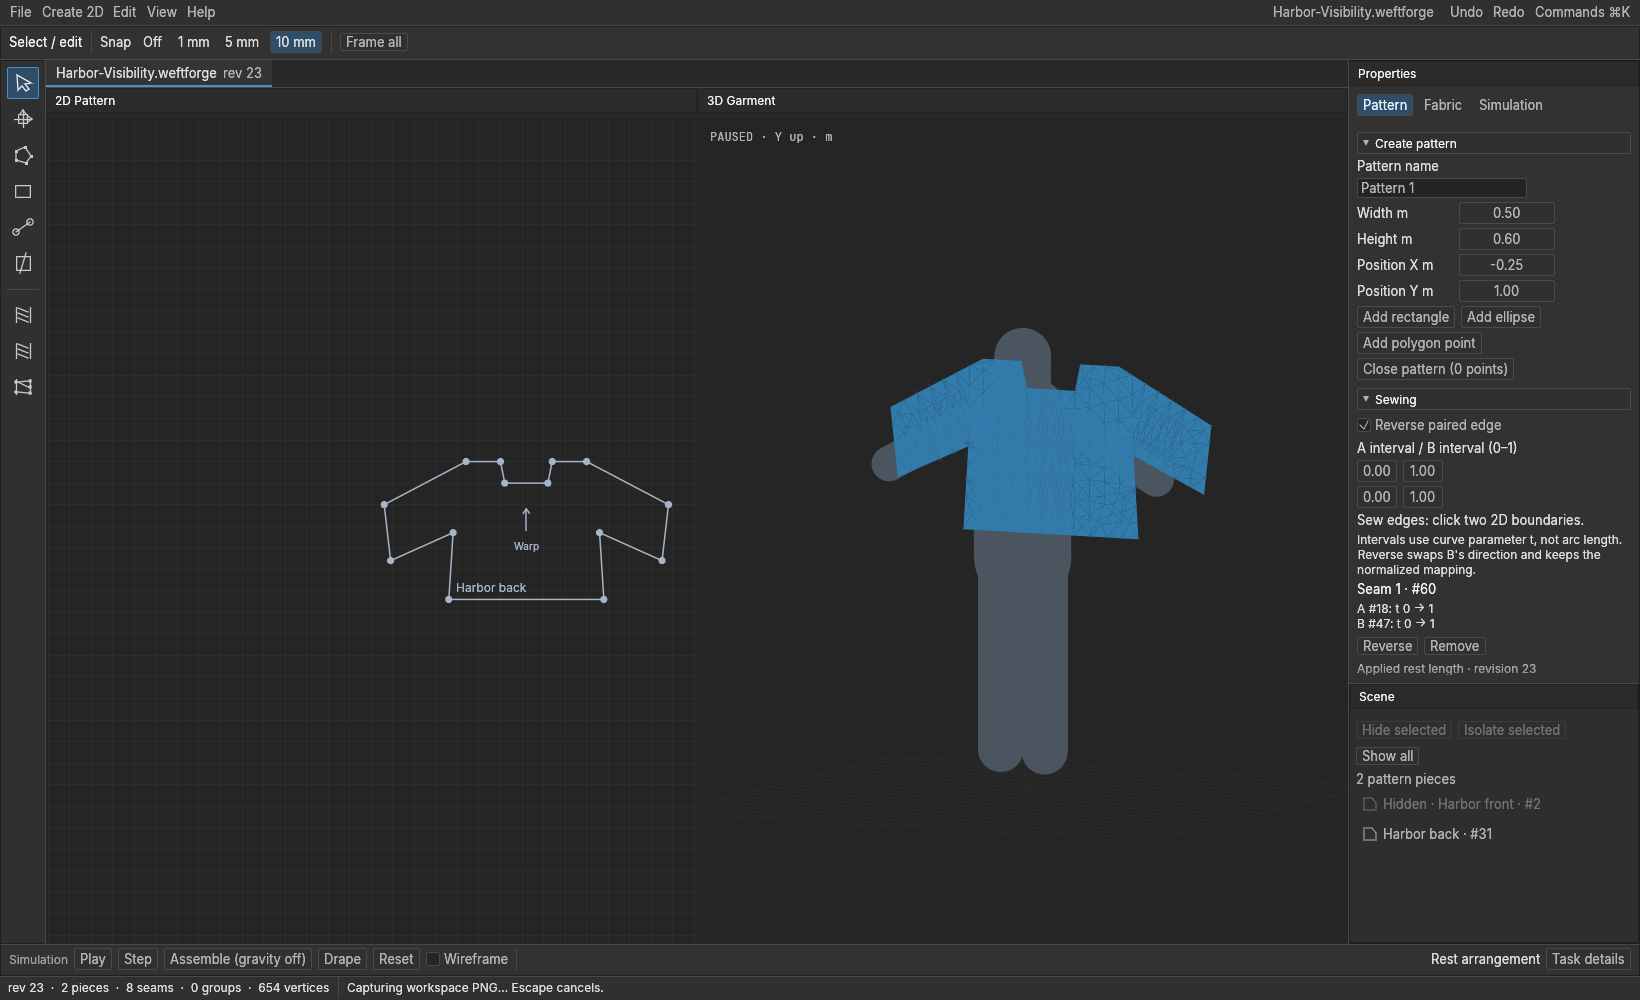 File Create 2D Edit View Help
Harbor-Visibility.weftforge Undo Redo Commands ⌘K
Select / edit Snap Off 1 mm 5 mm 10 mm Frame all
Harbor-Visibility.weftforge rev 23
2D Pattern
Warp
Harbor back
3D Garment
PAUSED · Y up · m
Properties
Pattern Fabric Simulation
Create pattern
Pattern name
Pattern 1
Width m 0.50
Height m 0.60
Position X m -0.25
Position Y m 1.00
Add rectangle Add ellipse
Add polygon point
Close pattern (0 points)
Sewing
Reverse paired edge
A interval / B interval (0–1)
0.00 1.00
0.00 1.00
Sew edges: click two 2D boundaries.
Intervals use curve parameter t, not arc length.
Reverse swaps B's direction and keeps the
normalized mapping.
Seam 1 · #60
A #18: t 0 → 1
B #47: t 0 → 1
Reverse Remove
Applied rest length · revision 23
Scene
Hide selected Isolate selected
Show all
2 pattern pieces
Hidden · Harbor front · #2
Harbor back · #31
Simulation Play Step Assemble (gravity off) Drape Reset Wireframe
Rest arrangement Task details
rev 23 · 2 pieces · 8 seams · 0 groups · 654 vertices Capturing workspace PNG... Escape cancels.